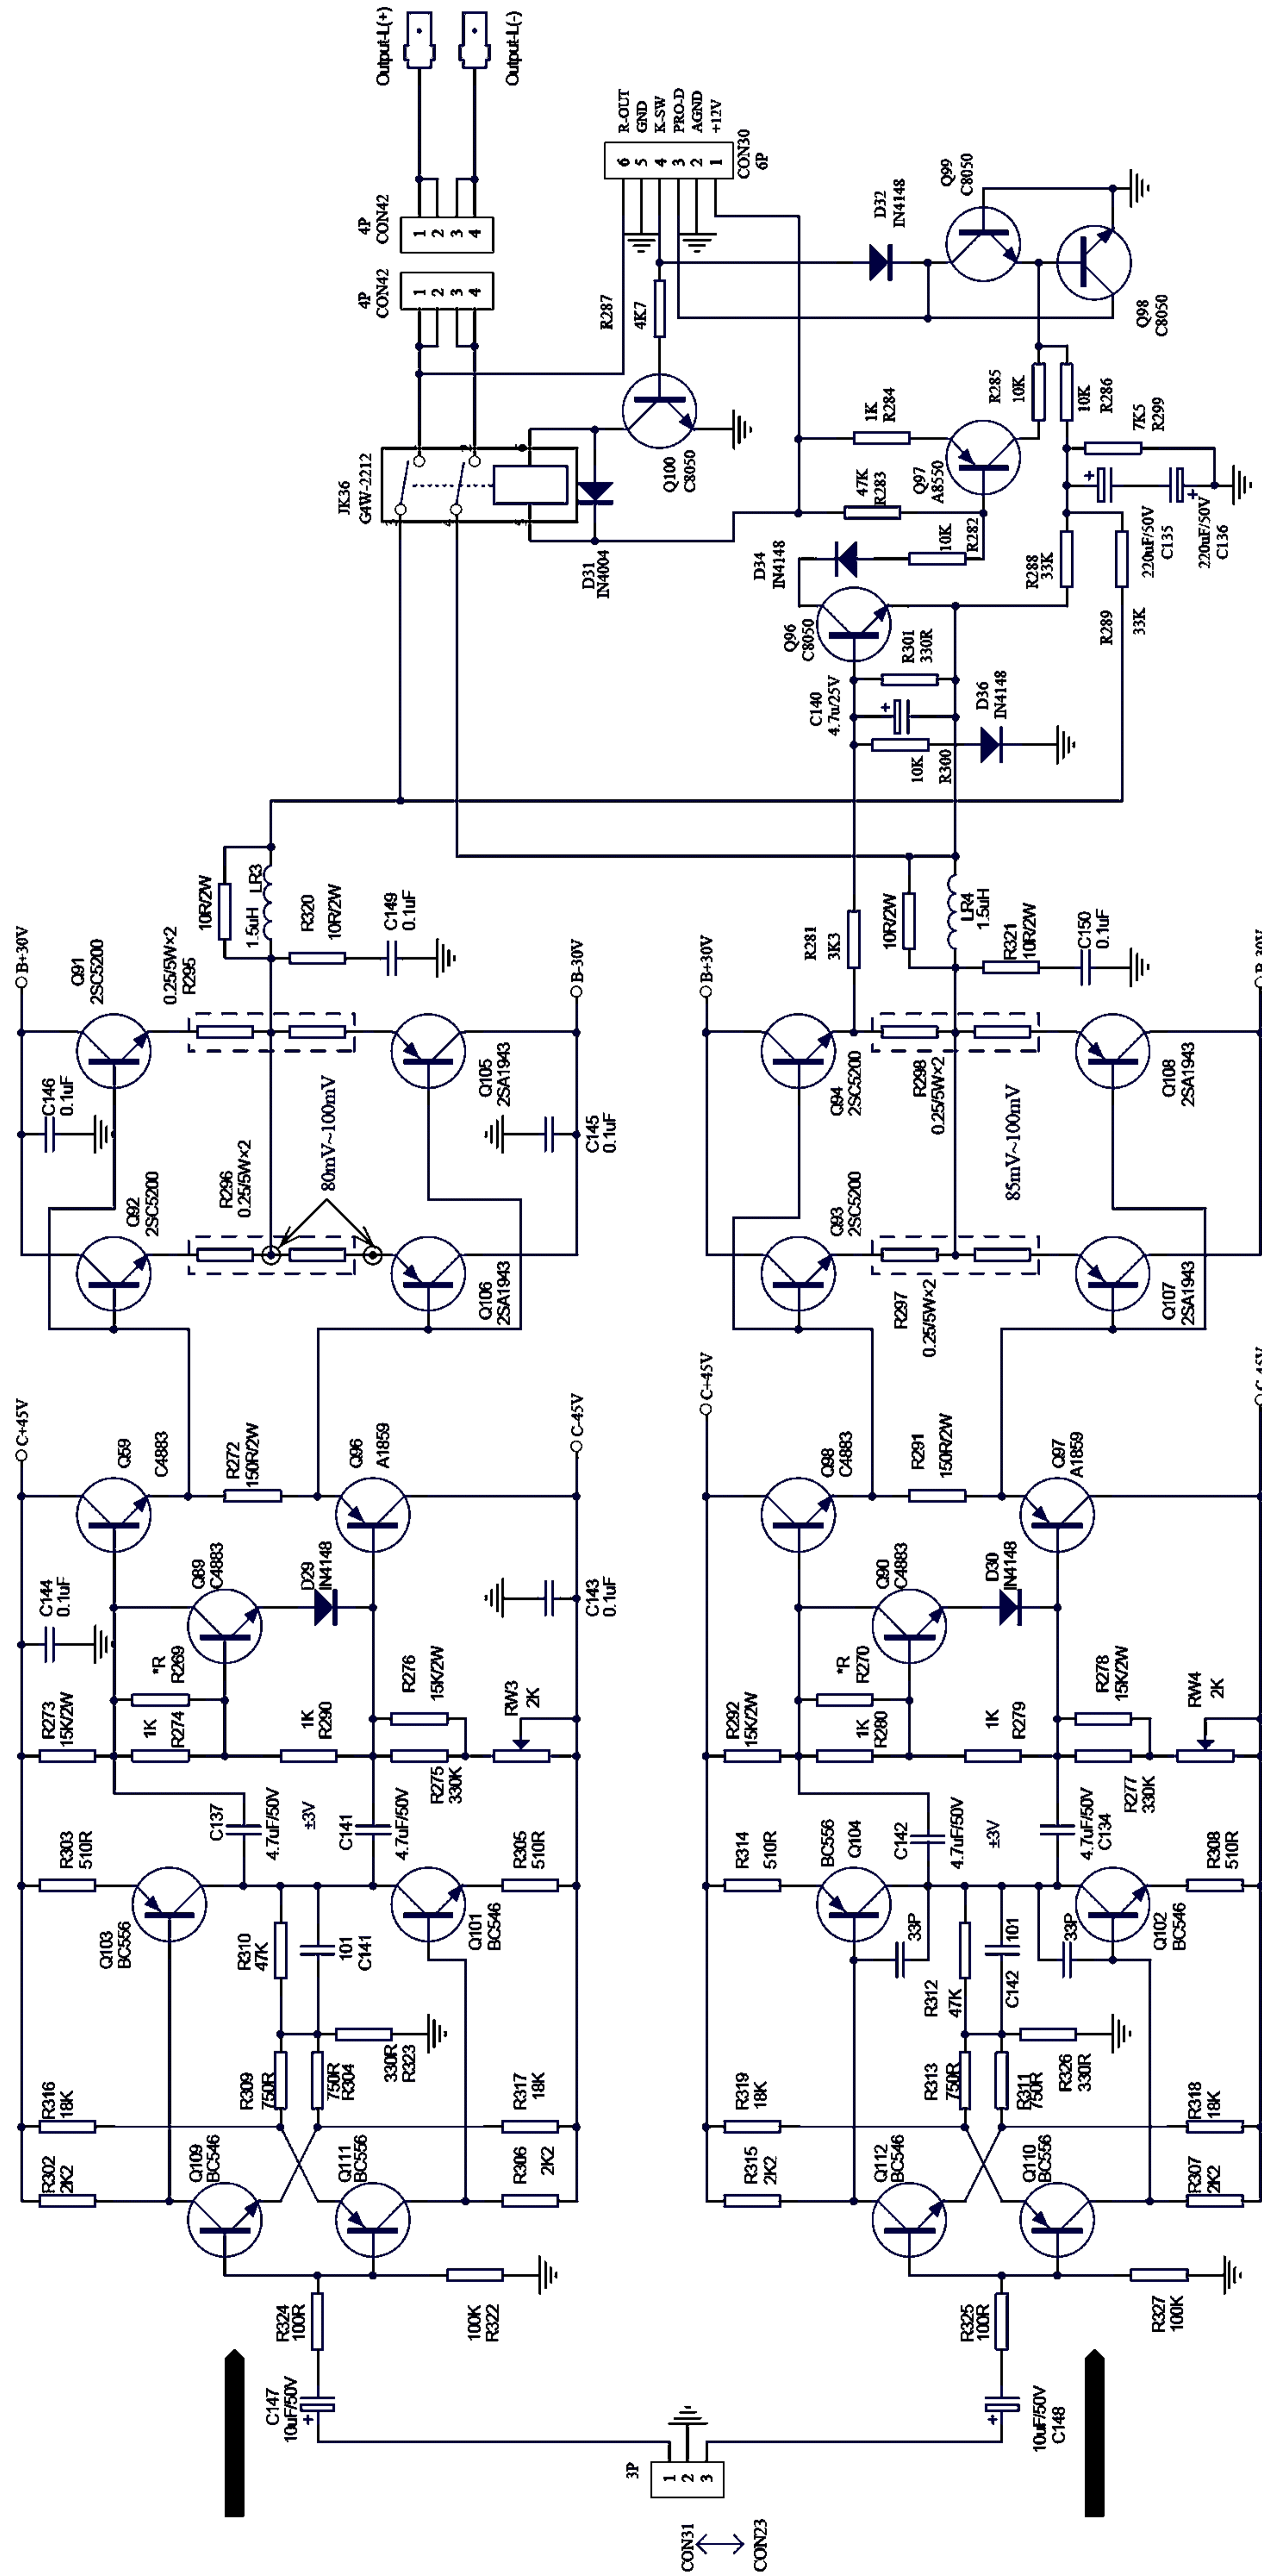 Output-L(+)
Output-L(-)
4P
CON42
1
2
3
4
4P
CON42
1
2
3
4
R-OUT
GND
K-SW
PRO-D
AGND
+12V
6
5
4
3
2
1
CON30
6P
JK36
G4W-2212
D31
IN4004
R287
4K7
Q100
C8050
D32
IN4148
Q99
C8050
Q98
C8050
R285
10K
10K
R286
7K5
R299
1K
R284
47K
R283
Q97
A8550
10K
R282
D34
IN4148
Q96
C8050
R301
330R
C140
4.7u/25V
10K
R300
D36
IN4148
R288
33K
R289
33K
220uF/50V
C135
220uF/50V
C136
B+30V
Q91
2SC5200
0.25/5W×2
R295
10R/2W
1.5uH
LR3
R320
10R/2W
C149
0.1uF
B-30V
C146
0.1uF
Q92
2SC5200
R296
0.25/5W×2
80mV~100mV
Q105
2SA1943
Q106
2SA1943
C145
0.1uF
B+30V
R281
3K3
10R/2W
LR4
1.5uH
R321
10R/2W
C150
0.1uF
B-30V
Q94
2SC5200
R298
0.25/5W×2
Q93
2SC5200
R297
0.25/5W×2
85mV~100mV
Q108
2SA1943
Q107
2SA1943
C+45V
Q59
C4883
R272
150R/2W
Q96
A1859
C-45V
C144
0.1uF
Q89
C4883
D29
IN4148
C143
0.1uF
R273
15K/2W
*R
R269
1K
R274
1K
R290
R276
15K/2W
R275
330K
RW3
2K
C137
4.7uF/50V
±3V
C141
4.7uF/50V
R303
510R
R305
510R
Q103
BC556
R310
47K
101
C141
Q101
BC546
R316
18K
R309
750R
750R
R304
330R
R323
R317
18K
R302
2K2
Q109
BC546
Q111
BC556
R306
2K2
R324
100R
100K
R322
C147
10uF/50V
C+45V
Q98
C4883
R291
150R/2W
Q97
A1859
C-45V
Q90
C4883
D30
IN4148
R292
15K/2W
*R
R270
1K
R280
1K
R279
R278
15K/2W
R277
330K
RW4
2K
R314
510R
BC556
Q104
C142
4.7uF/50V
±3V
4.7uF/50V
C134
R308
510R
33P
R312
47K
101
C142
33P
Q102
BC546
R319
18K
R313
750R
R311
750R
R326
330R
R318
18K
R315
2K2
Q112
BC546
Q110
BC556
R307
2K2
R325
100R
R327
100K
10uF/50V
C148
3P
1
2
3
CON31
CON23